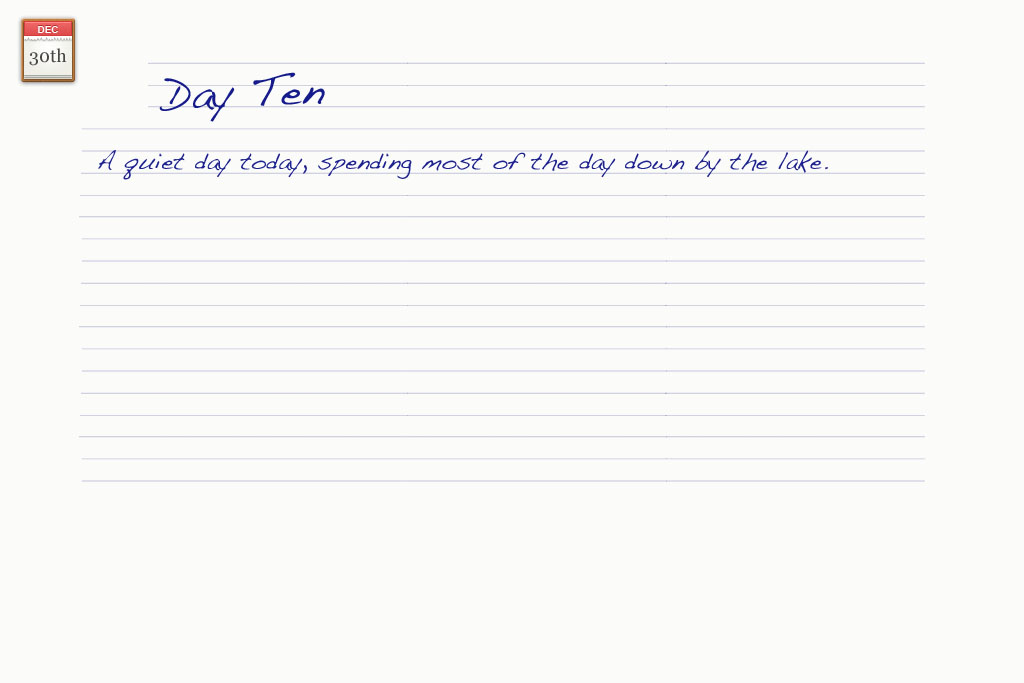 DEC
30th
Day Ten
A quiet day today, spending most of the day down by the lake.